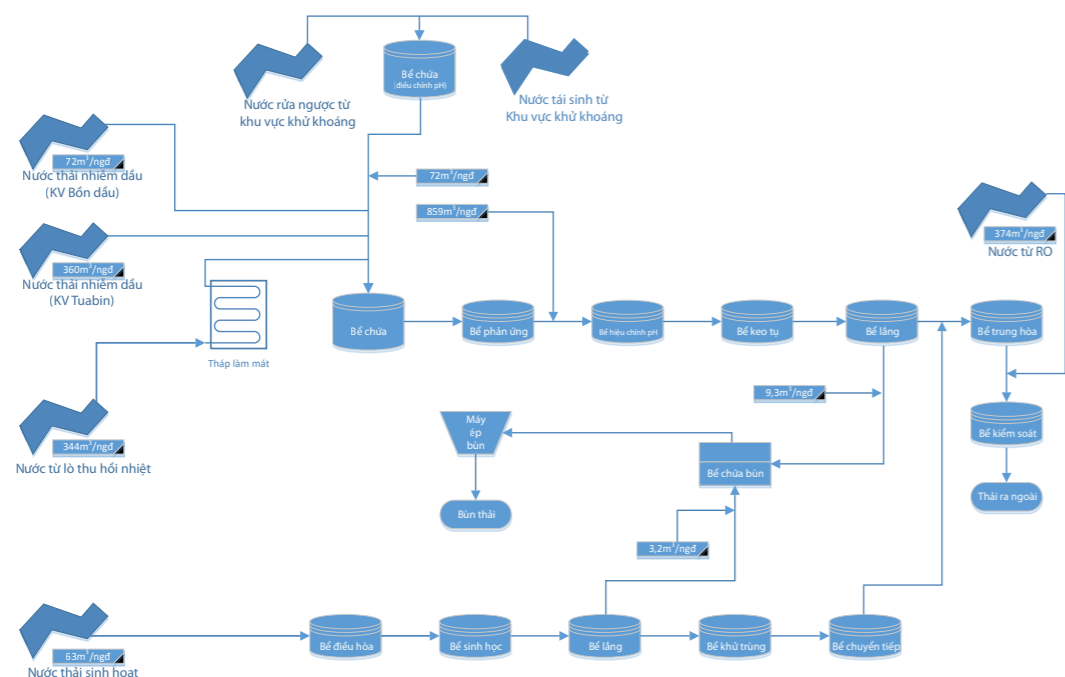 Bể chứa
(điều chỉnh pH)
Nước rửa ngược từ
khu vực khử khoáng
Nước tái sinh từ
Khu vực khử khoáng
72m³/ngđ
Nước thải nhiễm dầu
(KV Bồn dầu)
72m³/ngđ
859m³/ngđ
374m³/ngđ
Nước từ RO
360m³/ngđ
Nước thải nhiễm dầu
(KV Tuabin)
Bể chứa
Bể phản ứng
Bể hiệu chỉnh pH
Bể keo tụ
Bể lắng
Bể trung hòa
Tháp làm mát
9,3m³/ngđ
344m³/ngđ
Nước từ lò thu hồi nhiệt
Máy
ép
bùn
Bể chứa bùn
Bể kiểm soát
Bùn thải
Thải ra ngoài
3,2m³/ngđ
63m³/ngđ
Nước thải sinh hoạt
Bể điều hòa
Bể sinh học
Bể lắng
Bể khử trùng
Bể chuyển tiếp